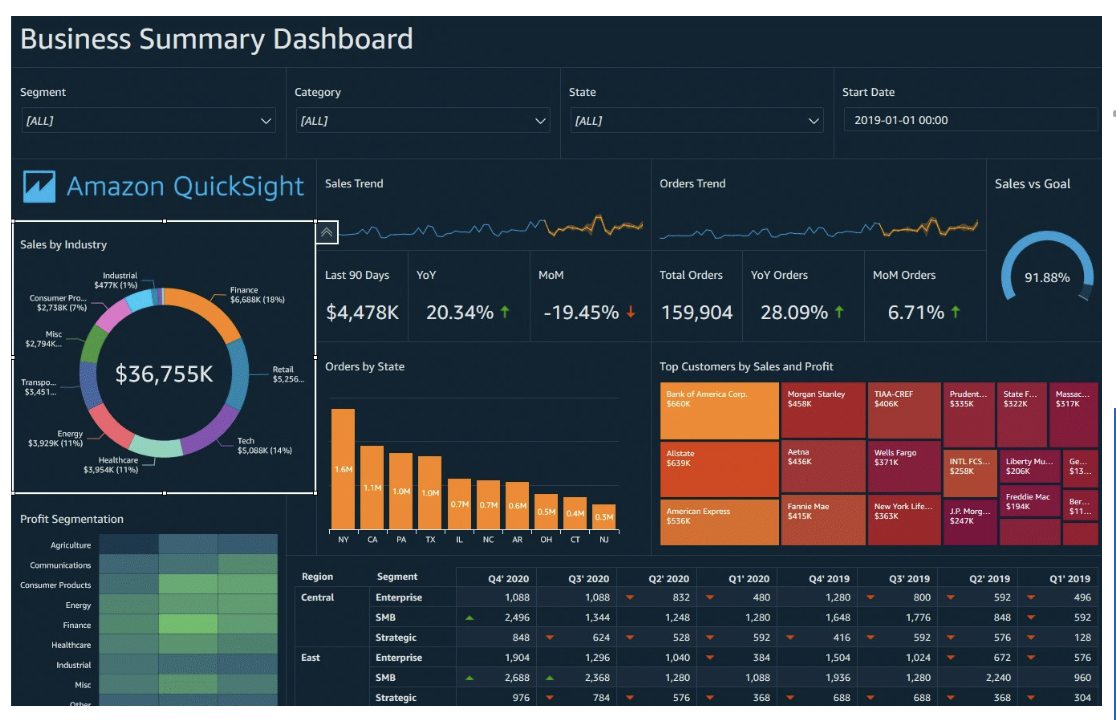 Business Summary Dashboard
Segment
[ALL]
Category
[ALL]
State
[ALL]
Start Date
2019-01-01 00:00
Amazon QuickSight
Sales Trend
Orders Trend
Sales vs Goal
91.88%
Sales by Industry
Industrial
$477K (1%)
Finance
$6,688K (18%)
Consumer Pro...
$2,738K (7%)
Misc
$2,794K...
Retail
$5,256...
Transpo...
$3,451...
$36,755K
Energy
$3,929K (11%)
Tech
$5,088K (14%)
Healthcare
$3,954K (11%)
Last 90 Days
$4,478K
YoY
20.34%
MoM
-19.45%
Total Orders
159,904
YoY Orders
28.09%
MoM Orders
6.71%
Orders by State
1.6M 1.1M 1.0M 1.0M 0.7M 0.7M 0.6M 0.5M 0.4M 0.3M
NY CA PA TX IL NC AR OH CT NJ
Top Customers by Sales and Profit
Bank of America Corp.
$660K
Allstate
$639K
American Express
$536K
Morgan Stanley
$458K
Aetna
$436K
Fannie Mae
$415K
TIAA-CREF
$406K
Wells Fargo
$371K
New York Life...
$363K
Prudent...
$335K
State F...
$322K
Massac...
$317K
INTL FCS...
$258K
J.P. Morg...
$247K
Liberty Mu...
$206K
Freddie Mac
$194K
Ge...
$13...
Ber...
$11...
Profit Segmentation
Agriculture
Communications
Consumer Products
Energy
Finance
Healthcare
Industrial
Misc
Other
Region Segment Q4' 2020 Q3' 2020 Q2' 2020 Q1' 2020 Q4' 2019 Q3' 2019 Q2' 2019 Q1' 2019
Central Enterprise 1,088 1,088 832 480 1,280 800 592 496
SMB 2,496 1,344 1,248 1,280 1,648 1,776 848 592
Strategic 848 624 528 592 416 592 576 128
East Enterprise 1,904 1,296 1,040 384 1,504 1,024 672 576
SMB 2,688 2,368 1,280 1,088 1,936 1,280 2,240 960
Strategic 976 784 576 368 688 688 368 304